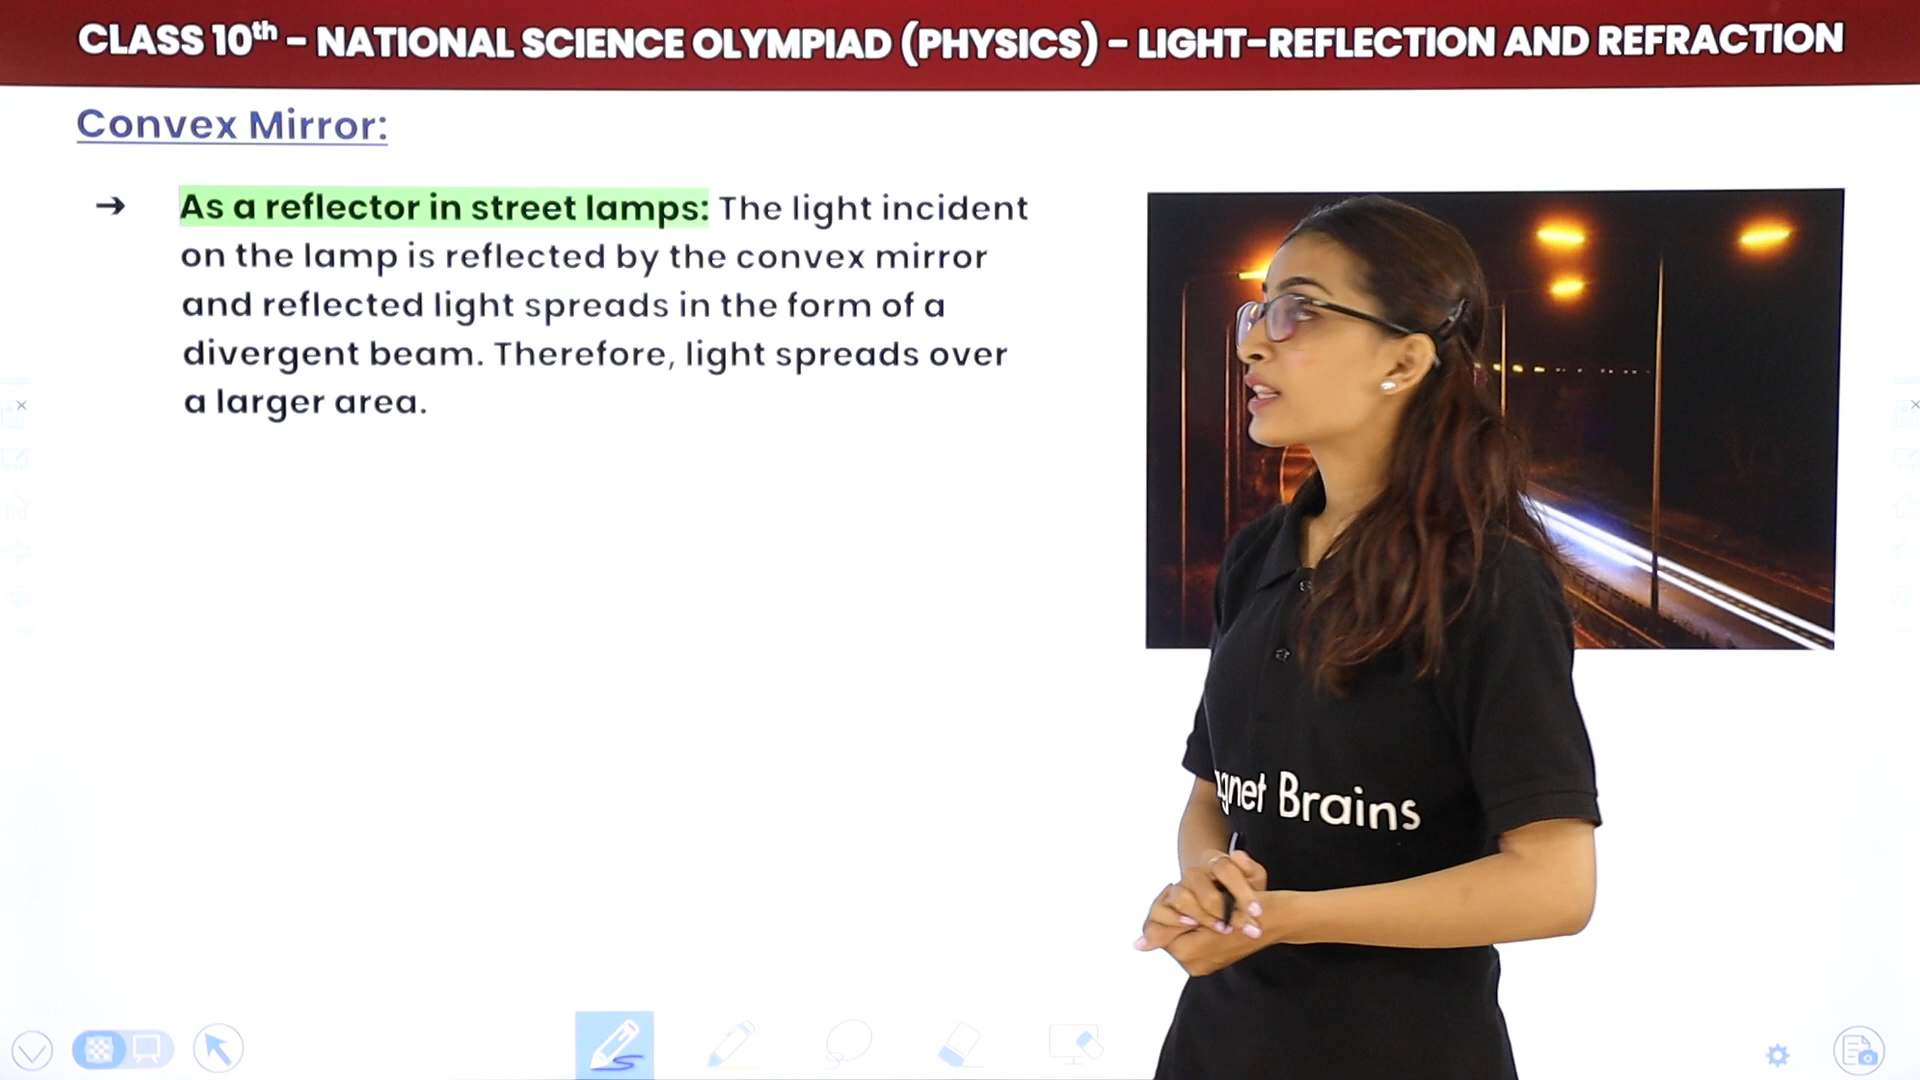 CLASS 10th - NATIONAL SCIENCE OLYMPIAD (PHYSICS) - LIGHT-REFLECTION AND REFRACTION
Convex Mirror:
→ As a reflector in street lamps: The light incident
on the lamp is reflected by the convex mirror
and reflected light spreads in the form of a
divergent beam. Therefore, light spreads over
a larger area.
gnet Brains